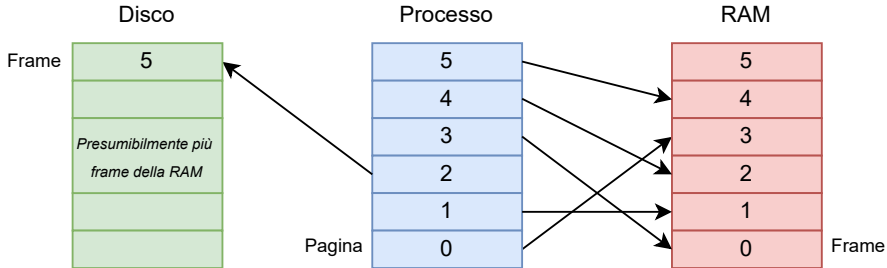 Disco
Processo
RAM
Frame
5
5
5
4
4
Presumibilmente più
frame della RAM
3
3
2
2
1
1
Pagina
0
0
Frame